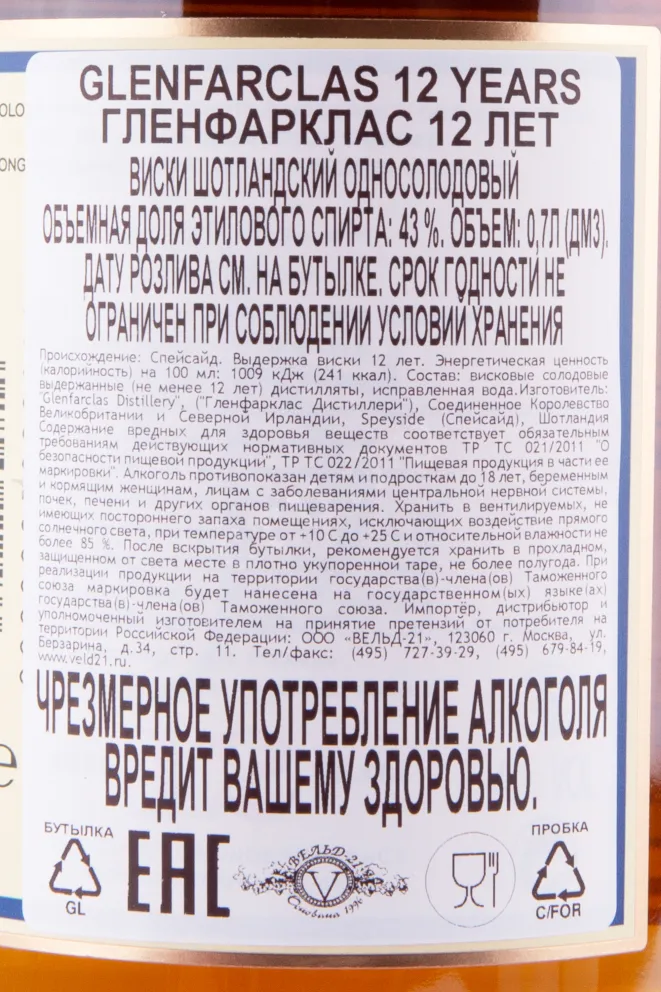 GLENFARCLAS 12 YEARS
ГЛЕНФАРКЛАС 12 ЛЕТ
ВИСКИ ШОТЛАНДСКИЙ ОДНОСОЛОДОВЫЙ
ОБЪЕМНАЯ ДОЛЯ ЭТИЛОВОГО СПИРТА: 43 %. ОБЪЕМ: 0,7Л (ДМ3).
ДАТУ РОЗЛИВА СМ. НА БУТЫЛКЕ. СРОК ГОДНОСТИ НЕ
ОГРАНИЧЕН ПРИ СОБЛЮДЕНИИ УСЛОВИЙ ХРАНЕНИЯ
Происхождение: Спейсайд. Выдержка виски 12 лет. Энергетическая ценность
(калорийность) на 100 мл: 1009 кДж (241 ккал). Состав: висковые солодовые
выдержанные (не менее 12 лет) дистилляты, исправленная вода.Изготовитель:
"Glenfarclas Distillery", ("Гленфарклас Дистиллери"), Соединенное Королевство
Великобритании и Северной Ирландии, Speyside (Спейсайд), Шотландия
Содержание вредных для здоровья веществ соответствует обязательным
требованиям действующих нормативных документов ТР ТС 021/2011 "О
безопасности пищевой продукции", ТР ТС 022/2011 "Пищевая продукция в части ее
маркировки". Алкоголь противопоказан детям и подросткам до 18 лет, беременным
и кормящим женщинам, лицам с заболеваниями центральной нервной системы,
почек, печени и других органов пищеварения. Хранить в вентилируемых, не
имеющих постороннего запаха помещениях, исключающих воздействие прямого
солнечного света, при температуре от +10 С до +25 С и относительной влажности не
более 85 %. После вскрытия бутылки, рекомендуется хранить в прохладном,
защищенном от света месте в плотно укупоренной таре, не более полугода. При
реализации продукции на территории государства(в)-члена(ов) Таможенного
союза маркировка будет нанесена на государственном(ых) языке(ах)
государства(в)-члена(ов) Таможенного союза. Импортёр, дистрибьютор и
уполномоченный изготовителем на принятие претензий от потребителя на
территории Российской Федерации: ООО «ВЕЛЬД-21», 123060 г. Москва, ул.
Берзарина, д.34, стр. 11. Тел/факс: (495) 727-39-29, (495) 679-84-19,
www.veld21.ru.
ЧРЕЗМЕРНОЕ УПОТРЕБЛЕНИЕ АЛКОГОЛЯ
ВРЕДИТ ВАШЕМУ ЗДОРОВЬЮ.
БУТЫЛКА
GL
EAC
ВЕЛЬД 21
V
Основана 1996
ПРОБКА
C/FOR